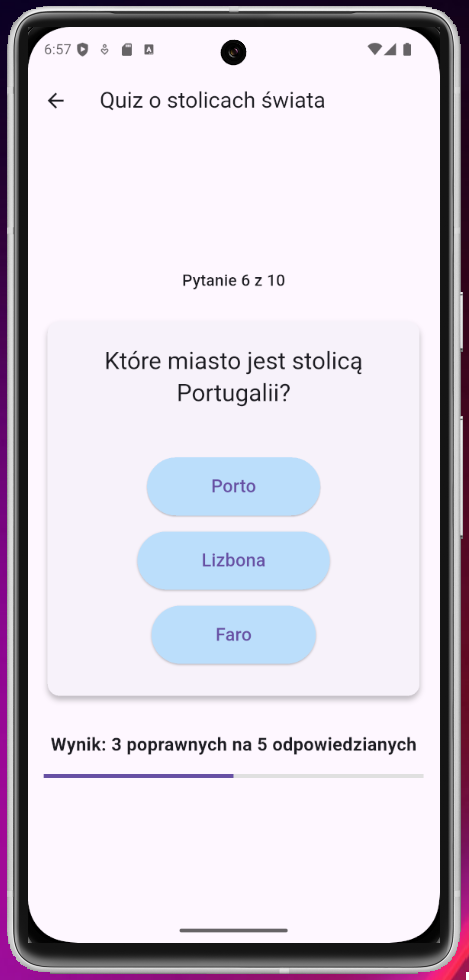 6:57
Quiz o stolicach świata
Pytanie 6 z 10
Które miasto jest stolicą
Portugalii?
Porto
Lizbona
Faro
Wynik: 3 poprawnych na 5 odpowiedzianych